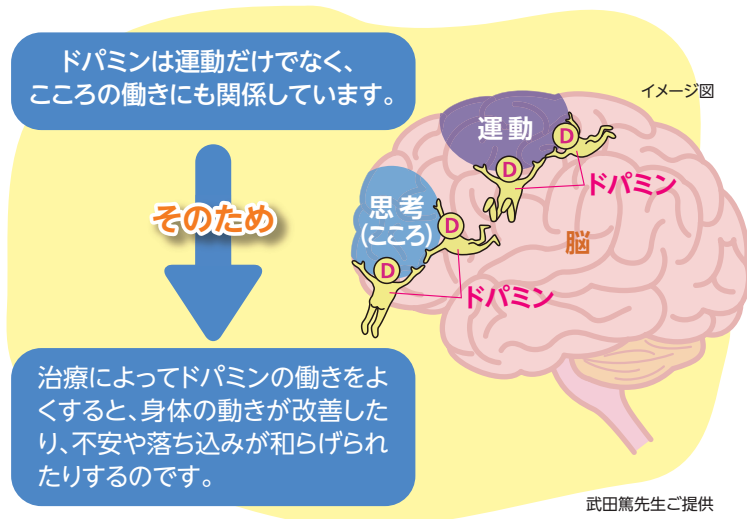 ドパミンは運動だけでなく、
こころの働きにも関係しています。
そのため
治療によってドパミンの働きをよ
くすると、身体の動きが改善した
り、不安や落ち込みが和らげられ
たりするのです。
イメージ図
運動
D
D
ドパミン
思考
(こころ)
D
D
ドパミン
脳
武田篤先生ご提供